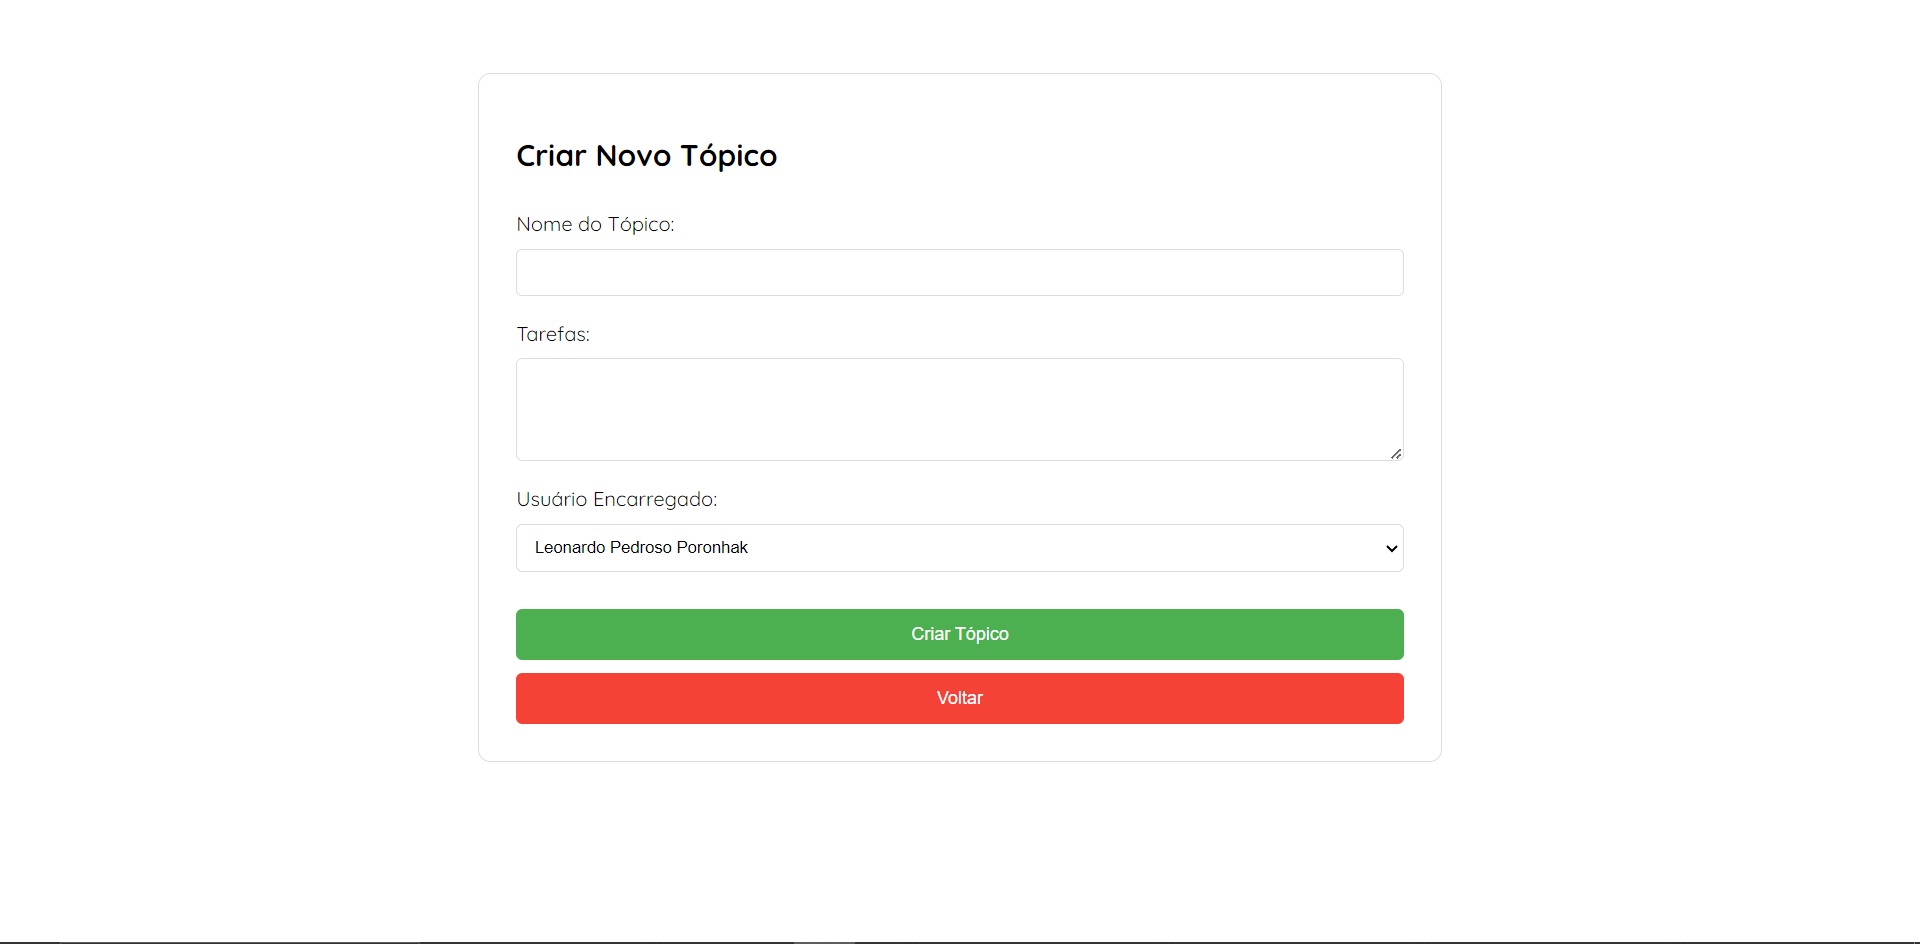 Criar Novo Tópico
Nome do Tópico:
Tarefas:
Usuário Encarregado:
Leonardo Pedroso Poronhak
Criar Tópico
Voltar